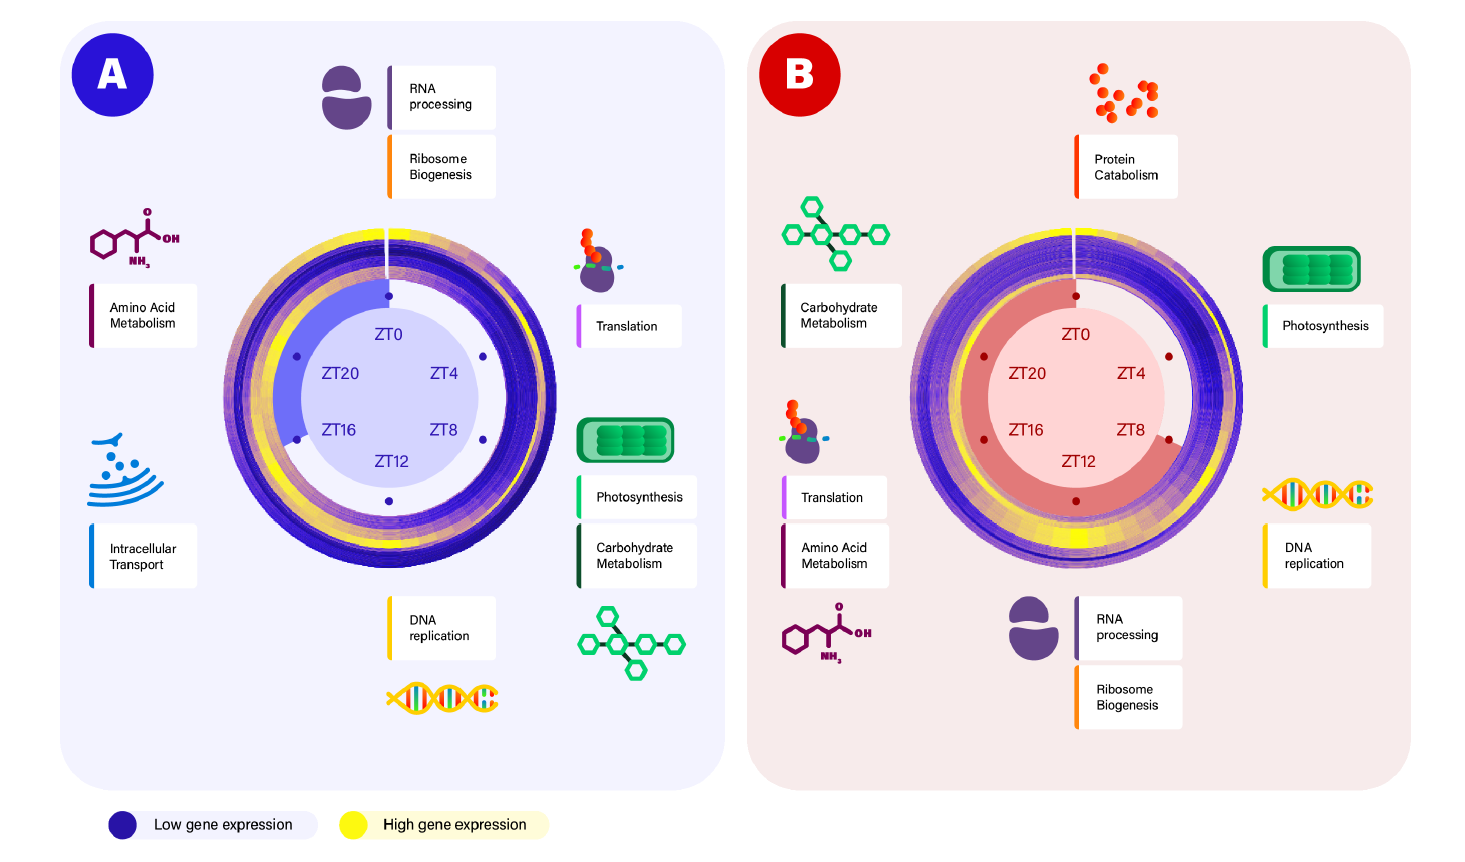 A
RNA
processing
Ribosome
Biogenesis
O
OH
NH3
Amino Acid
Metabolism
Translation
ZT0
ZT20
ZT4
ZT16
ZT8
ZT12
Photosynthesis
Carbohydrate
Metabolism
Intracellular
Transport
DNA
replication
B
Protein
Catabolism
Carbohydrate
Metabolism
Photosynthesis
ZT0
ZT20
ZT4
ZT16
ZT8
ZT12
Translation
Amino Acid
Metabolism
DNA
replication
O
OH
NH3
RNA
processing
Ribosome
Biogenesis
Low gene expression
High gene expression